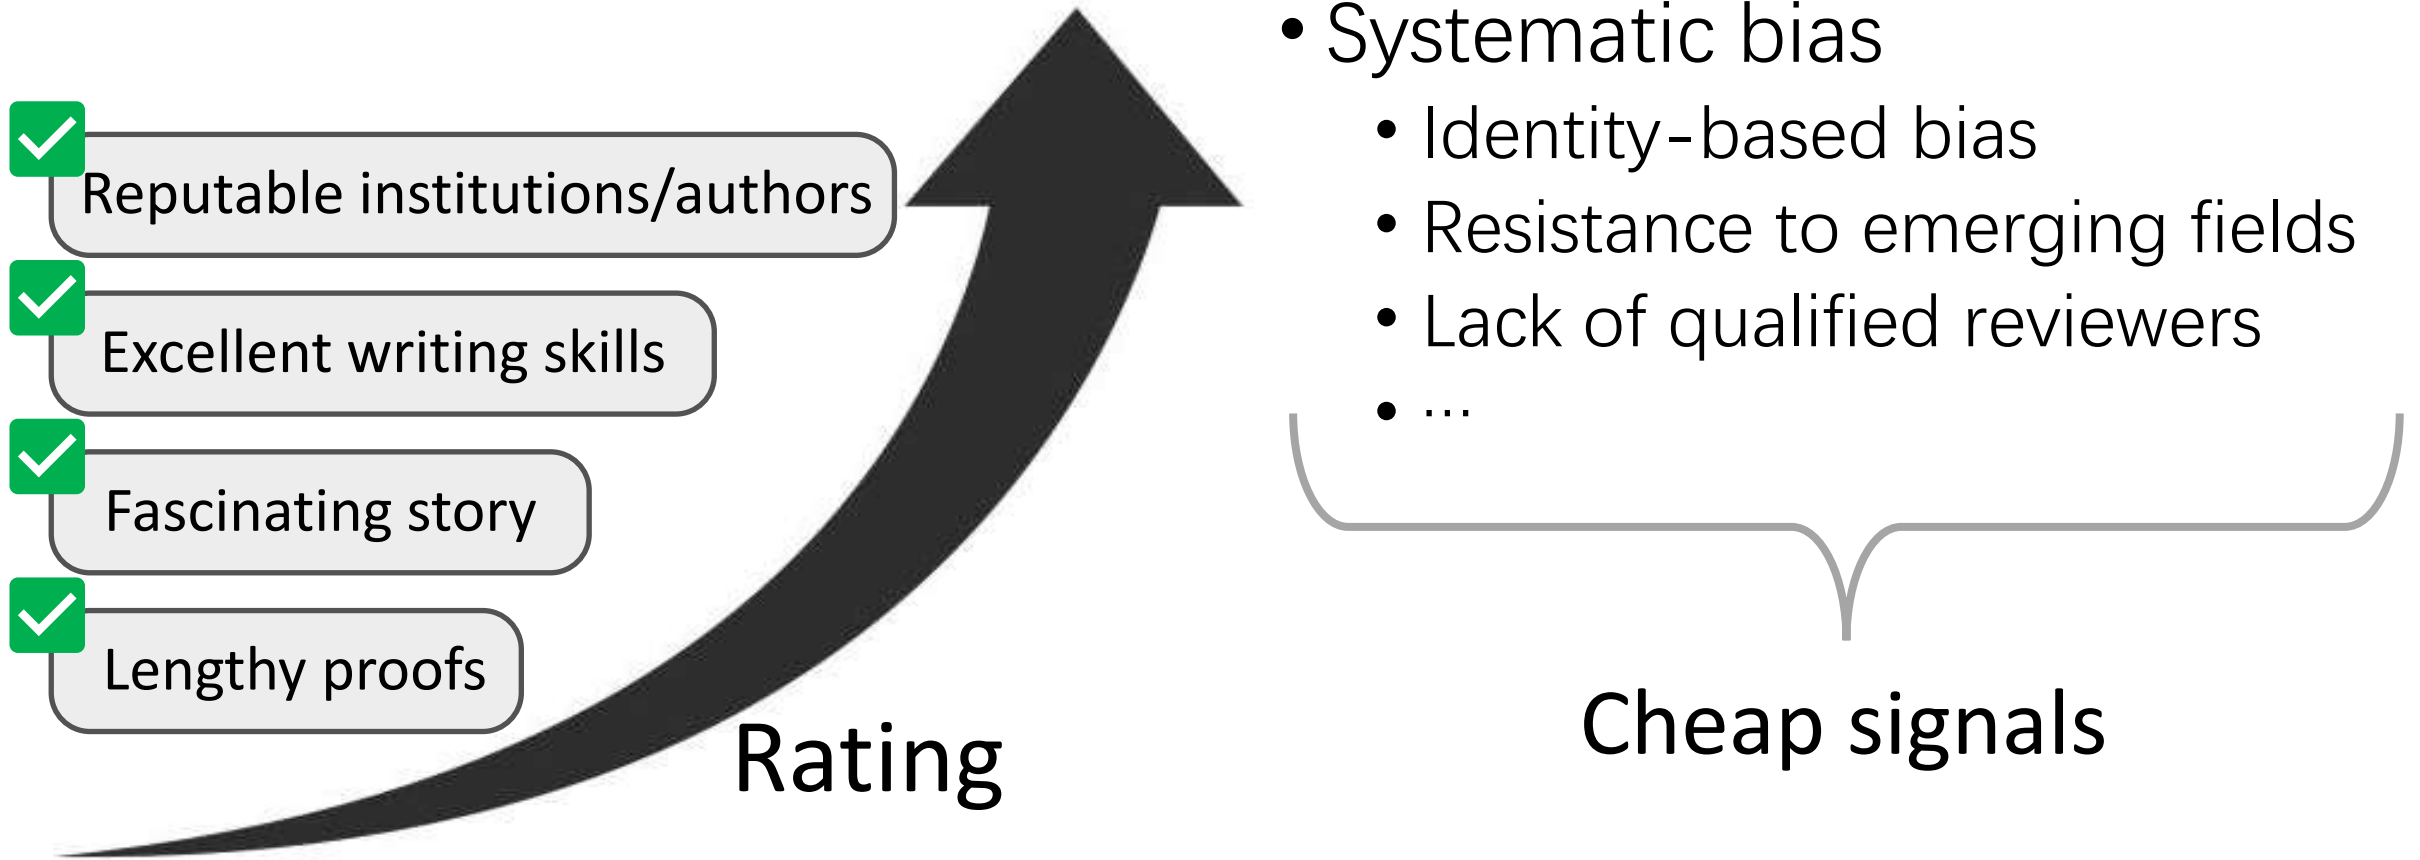 Reputable institutions/authors
Excellent writing skills
Fascinating story
Lengthy proofs
Rating
• Systematic bias
• Identity-based bias
• Resistance to emerging fields
• Lack of qualified reviewers
• ...
Cheap signals